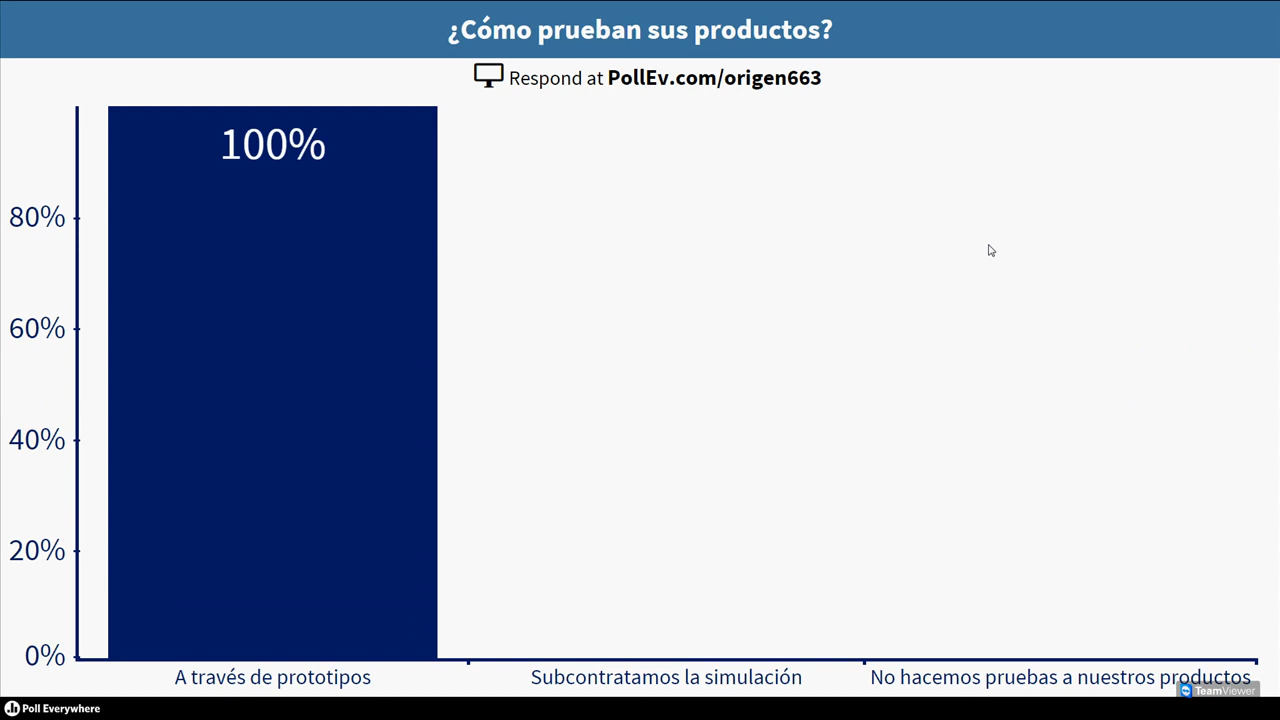 ¿Cómo prueban sus productos?
Respond at PollEv.com/origen663
100%
80%
60%
40%
20%
0%
A través de prototipos
Subcontratamos la simulación
No hacemos pruebas a nuestros productos
TeamViewer
Poll Everywhere